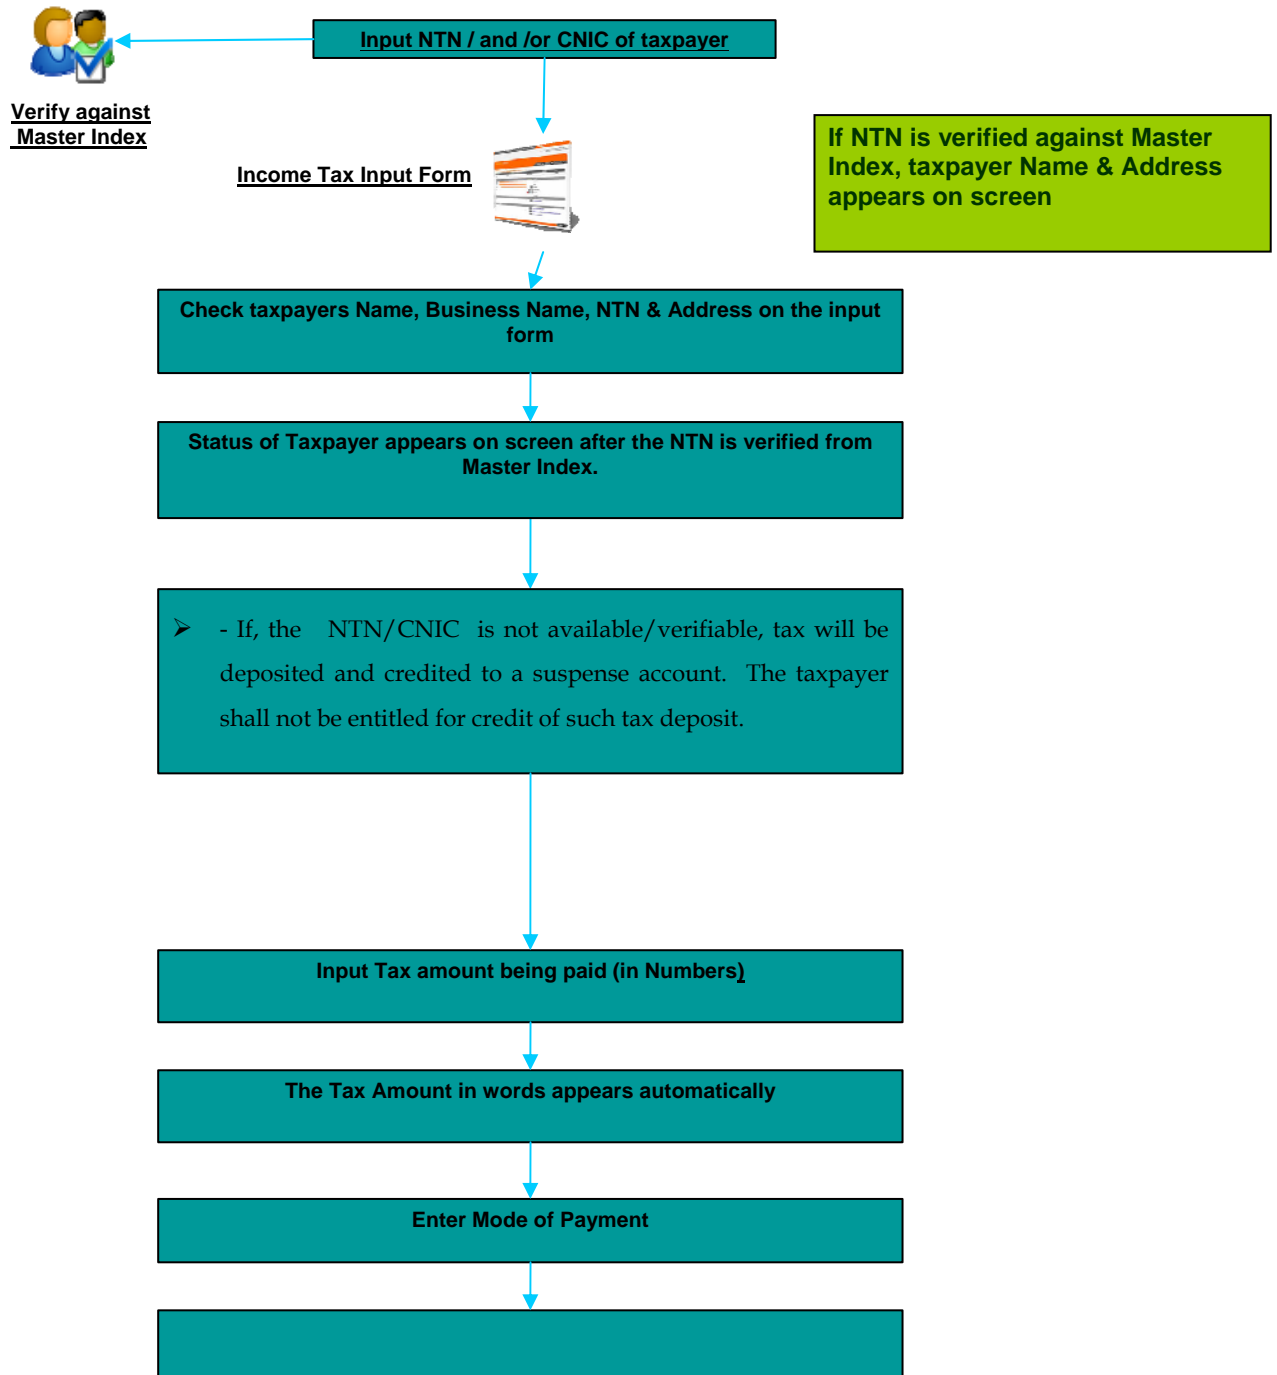 Input NTN / and /or CNIC of taxpayer
Verify against
Master Index
If NTN is verified against Master
Index, taxpayer Name & Address
appears on screen
Income Tax Input Form
Check taxpayers Name, Business Name, NTN & Address on the input
form
Status of Taxpayer appears on screen after the NTN is verified from
Master Index.
➢ - If, the NTN/CNIC is not available/verifiable, tax will be
deposited and credited to a suspense account. The taxpayer
shall not be entitled for credit of such tax deposit.
Input Tax amount being paid (in Numbers)
The Tax Amount in words appears automatically
Enter Mode of Payment